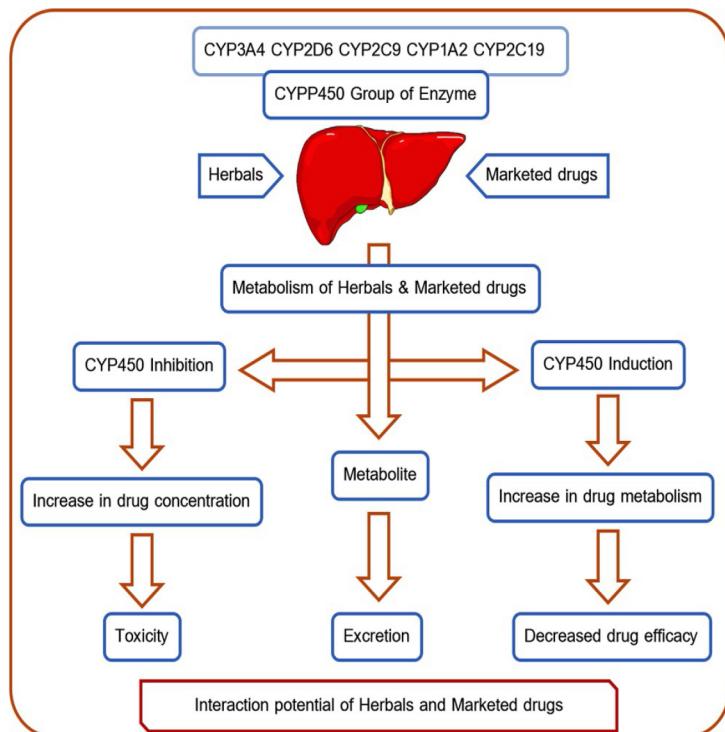 CYP3A4 CYP2D6 CYP2C9 CYP1A2 CYP2C19
CYPP450 Group of Enzyme
Herbals
Marketed drugs
Metabolism of Herbals & Marketed drugs
CYP450 Inhibition
CYP450 Induction
Metabolite
Increase in drug concentration
Increase in drug metabolism
Toxicity
Excretion
Decreased drug efficacy
Interaction potential of Herbals and Marketed drugs